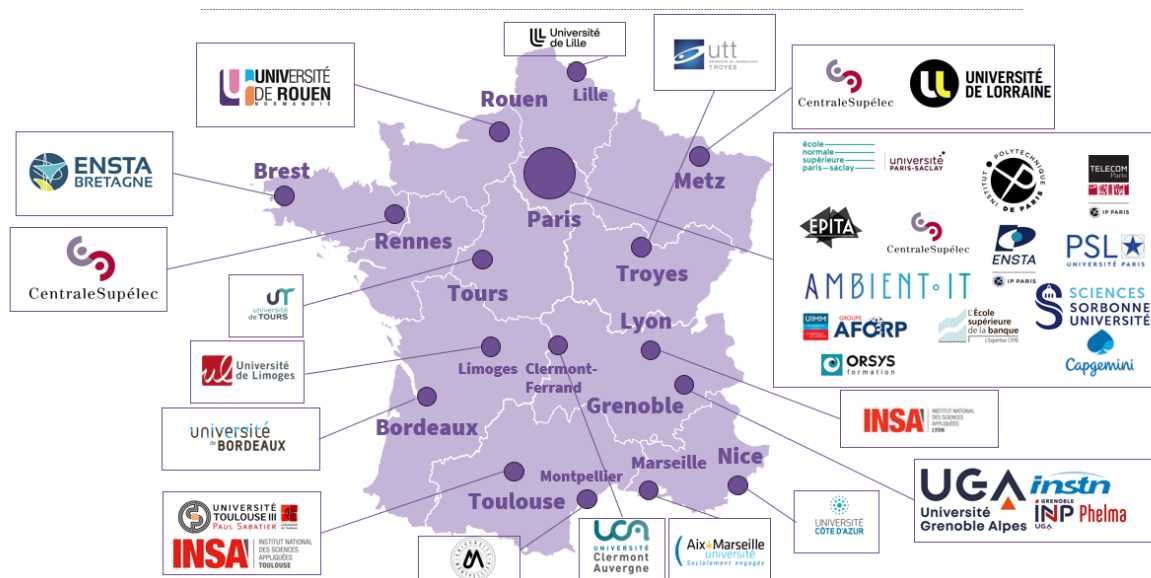 Université
de Lille
UNIVERSITÉ
DE ROUEN
NORMANDIE
utt
UNIVERSITÉ DE TECHNOLOGIE
TROYES
CentraleSupélec
UNIVERSITÉ
DE LORRAINE
Rouen
Lille
ENSTA
BRETAGNE
Brest
Metz
Paris
Rennes
CentraleSupélec
Troyes
Tours
université
de TOURS
école
normale
supérieure
paris–saclay
université
PARIS-SACLAY
INSTITUT POLYTECHNIQUE
DE PARIS
TELECOM
Paris
IP PARIS
EPITA
CentraleSupélec
ENSTA
IP PARIS
PSL
UNIVERSITÉ PARIS
AMBIENT IT
SCIENCES
SORBONNE
UNIVERSITÉ
UIMM
GROUPE
AFORP
L'École
supérieure
de la banque
L'Expertise CFPB
ORSYS
formation
Capgemini
Lyon
Université
de Limoges
Limoges
Clermont-
Ferrand
Grenoble
INSA
INSTITUT NATIONAL
DES SCIENCES
APPLIQUÉES
LYON
université
de BORDEAUX
Bordeaux
Montpellier
Marseille
Nice
Toulouse
UNIVERSITÉ
TOULOUSE III
PAUL SABATIER
INSA
INSTITUT NATIONAL
DES SCIENCES
APPLIQUÉES
TOULOUSE
UCA
UNIVERSITÉ
Clermont
Auvergne
Aix Marseille
université
Socialement engagée
UNIVERSITÉ
CÔTE D'AZUR
UGA
Université
Grenoble Alpes
instn
GRENOBLE
INP Phelma
UGA